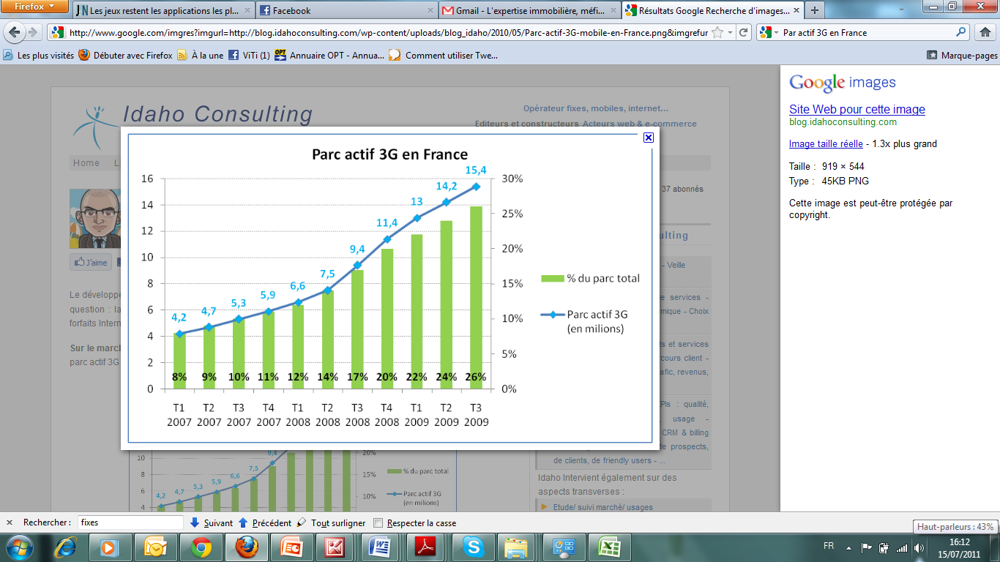 Firefox
Les jeux restent les applications les pl...
Facebook
Gmail - L'expertise immobilière, méfi...
Résultats Google Recherche d'images...
http://www.google.com/imgres?imgurl=http://blog.idahoconsulting.com/wp-content/uploads/blog_idaho/2010/05/Parc-actif-3G-mobile-en-France.png&imgrefur
Par actif 3G en France
Les plus visités
Débuter avec Firefox
À la une
ViTi (1)
Annuaire OPT - Annua...
Comment utiliser Twe...
Marque-pages
Idaho Consulting
Opérateur fixes, mobiles, internet...
Editeurs et constructeurs Acteurs web & e-commerce
Home L
37 abonnés
J'aime
Le développe
question : la
forfaits Intern
Sur le march
parc actif 3G
Parc actif 3G en France
16
14
12
10
8
6
4
2
0
30%
25%
20%
15%
10%
5%
0%
4,2 4,7 5,3 5,9 6,6 7,5 9,4 11,4 13 14,2 15,4
8% 9% 10% 11% 12% 14% 17% 20% 22% 24% 26%
T1 T2 T3 T4 T1 T2 T3 T4 T1 T2 T3
2007 2007 2007 2007 2008 2008 2008 2008 2009 2009 2009
% du parc total
Parc actif 3G
(en milions)
sulting
- Veille
e services -
mique - Choix
ts et services
cours client -
afic, revenus,
PIs : qualité,
usage -
CRM & billing
e prospects,
de clients, de friendly users - ...
Idaho Intervient également sur des
aspects transverses :
Etude/ suivi marché/ usages
10
8
6
4
4,2 4,7 5,3 5,9 6,6 7,5 9,4
20%
15%
10%
% du parc total
Parc actif 3G
(en milions)
Google images
Site Web pour cette image
blog.idahoconsulting.com
Image taille réelle - 1.3x plus grand
Taille : 919 × 544
Type : 45KB PNG
Cette image est peut-être protégée par
copyright.
Rechercher : fixes Suivant Précédent Tout surligner Respecter la casse
Haut-parleurs : 43%
FR
16:12
15/07/2011